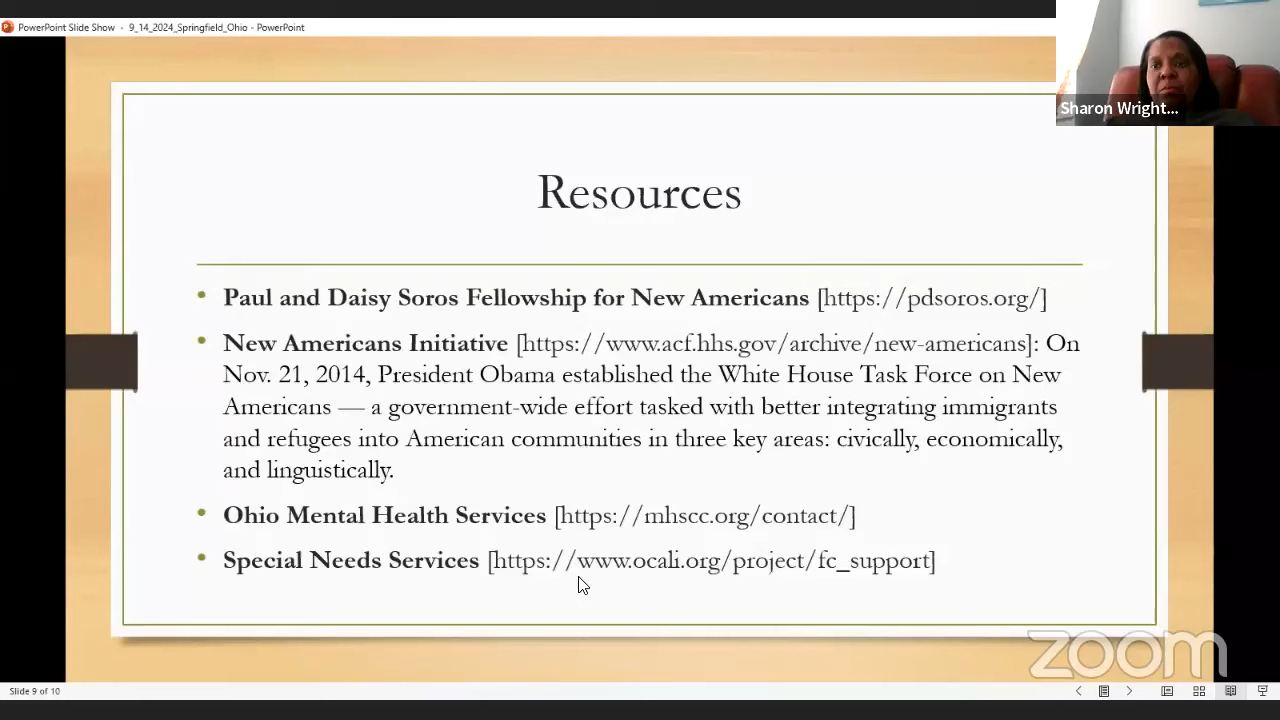 PowerPoint Slide Show - 9_14_2024_Springfield_Ohio - PowerPoint
Sharon Wright...
Resources
• Paul and Daisy Soros Fellowship for New Americans [https://pdsoros.org/]
• New Americans Initiative [https://www.acf.hhs.gov/archive/new-americans]: On
Nov. 21, 2014, President Obama established the White House Task Force on New
Americans — a government-wide effort tasked with better integrating immigrants
and refugees into American communities in three key areas: civically, economically,
and linguistically.
• Ohio Mental Health Services [https://mhscc.org/contact/]
• Special Needs Services [https://www.ocali.org/project/fc_support]
zoom
Slide 9 of 10